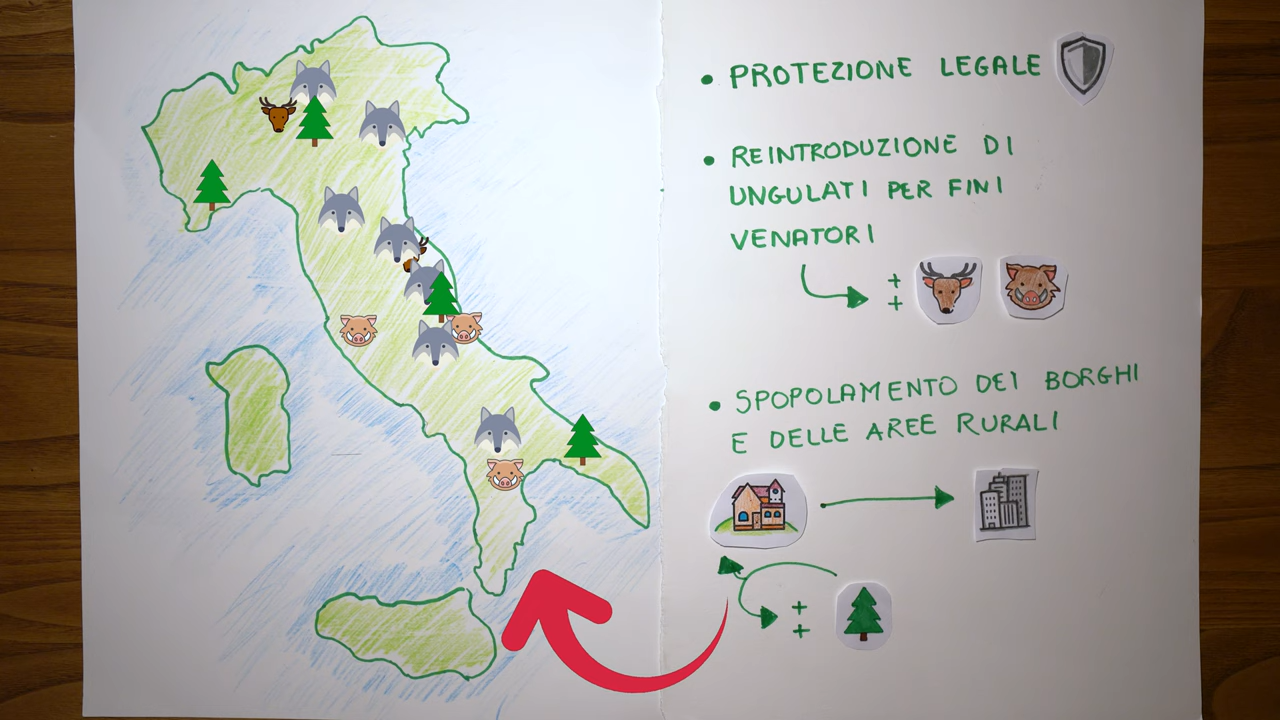 • PROTEZIONE LEGALE
• REINTRODUZIONE DI
UNGULATI PER FINI
VENATORI
+
+
• SPOPOLAMENTO DEI BORGHI
E DELLE AREE RURALI
+
+